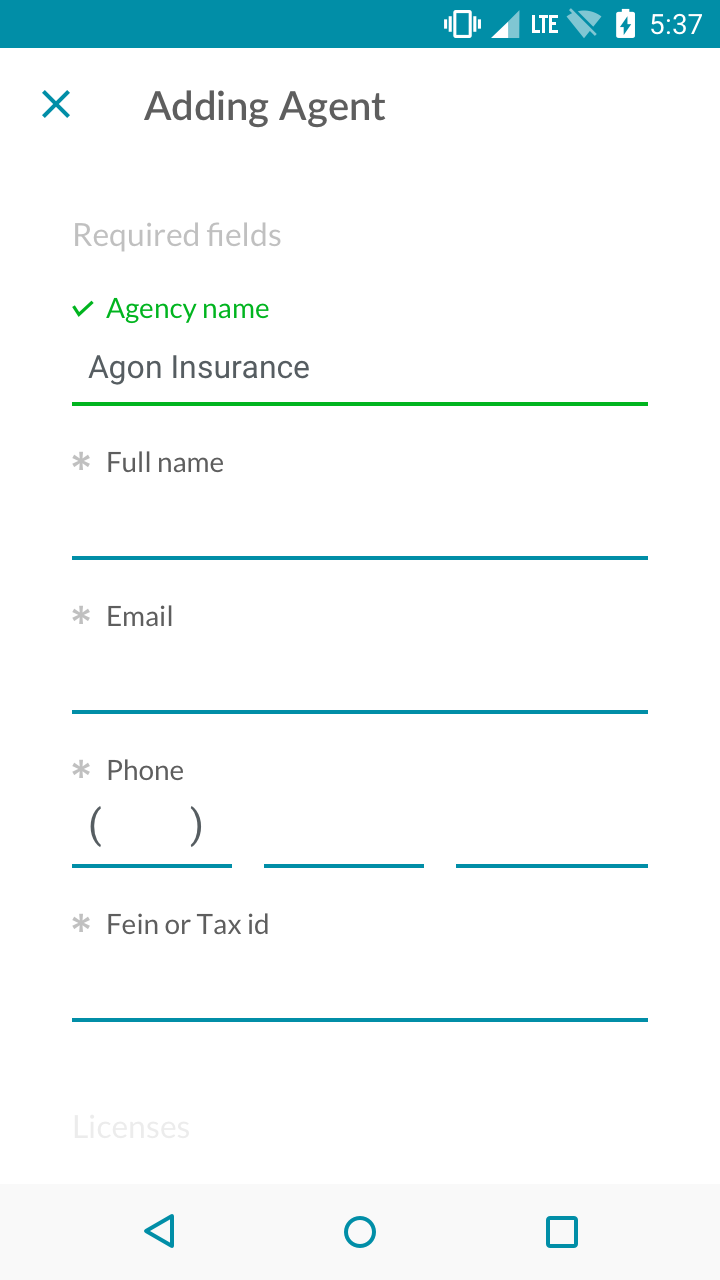 LTE 5:37
Adding Agent
Required fields
Agency name
Agon Insurance
* Full name
* Email
* Phone
( )
* Fein or Tax id
Licenses